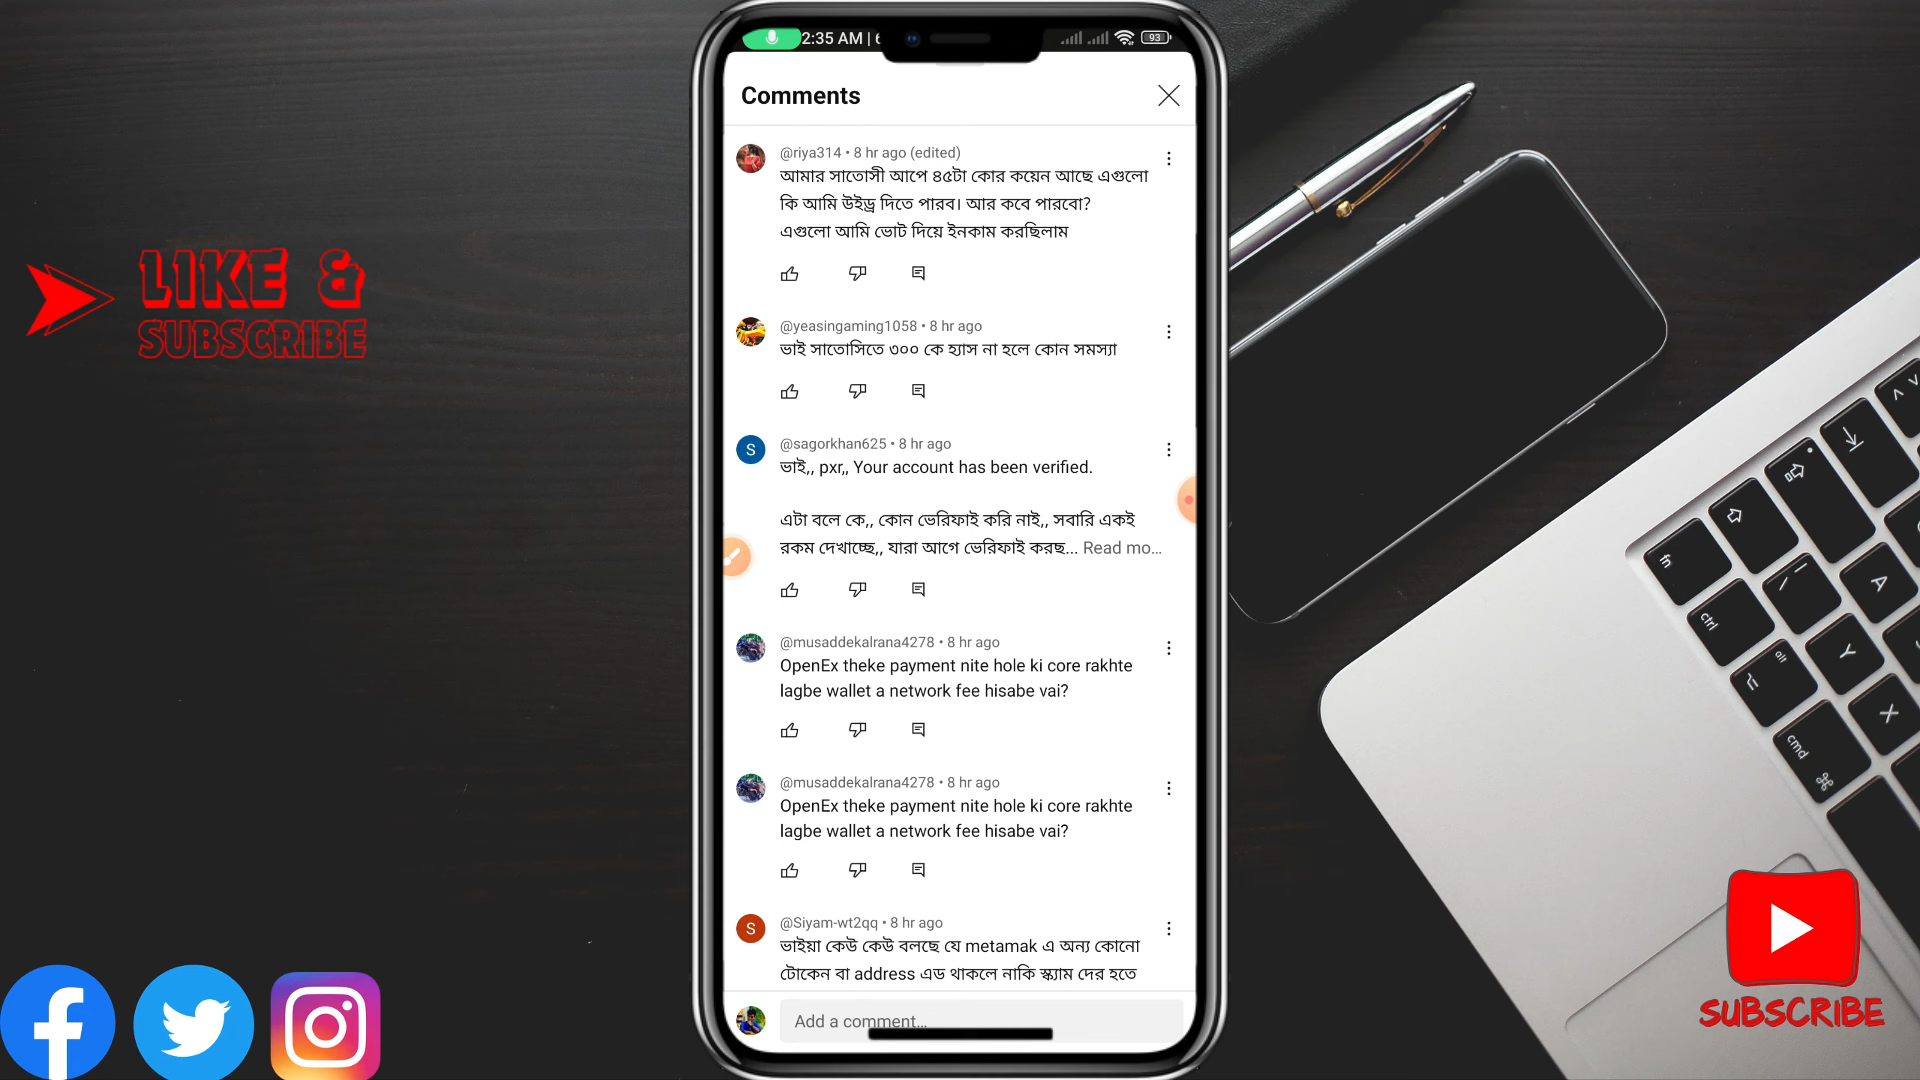 2:35 AM | 6
93
Comments
@riya314 • 8 hr ago (edited)
আমার সাতোসী আপে ৪৫টা কোর কয়েন আছে এগুলো
কি আমি উইড্র দিতে পারব। আর কবে পারবো?
এগুলো আমি ভোট দিয়ে ইনকাম করছিলাম
@yeasingaming1058 • 8 hr ago
ভাই সাতোসিতে ৩০০ কে হ্যাস না হলে কোন সমস্যা
S
@sagorkhan625 • 8 hr ago
ভাই,, pxr,, Your account has been verified.
এটা বলে কে,, কোন ভেরিফাই করি নাই,, সবারি একই
রকম দেখাচ্ছে,, যারা আগে ভেরিফাই করছ... Read mo...
@musaddekalrana4278 • 8 hr ago
OpenEx theke payment nite hole ki core rakhte
lagbe wallet a network fee hisabe vai?
@musaddekalrana4278 • 8 hr ago
OpenEx theke payment nite hole ki core rakhte
lagbe wallet a network fee hisabe vai?
S
@Siyam-wt2qq • 8 hr ago
ভাইয়া কেউ কেউ বলছে যে metamak এ অন্য কোনো
টোকেন বা address এড থাকলে নাকি স্ক্যাম দের হতে
Add a comment...
LIKE &
SUBSCRIBE
SUBSCRIBE
fn
ctrl
alt
cmd
A
Y
X